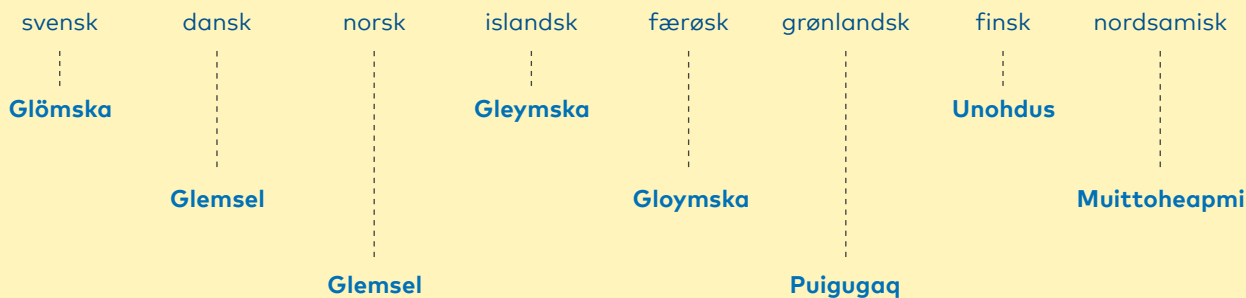 svensk dansk norsk islandsk færøsk grønlandsk finsk nordsamisk
Glömska Gleymska Unohdus
Glemsel Gloymska Muittoheapmi
Glemsel Puigugaq